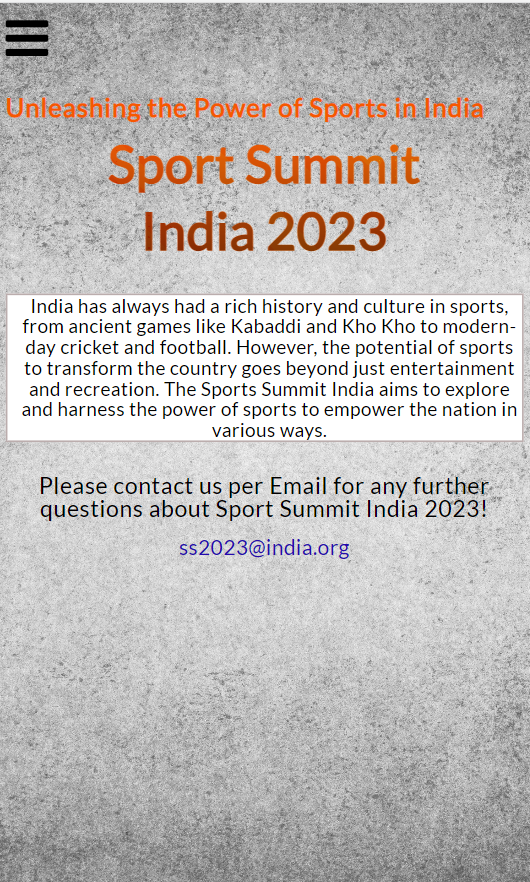 Unleashing the Power of Sports in India
Sport Summit
India 2023
India has always had a rich history and culture in sports,
from ancient games like Kabaddi and Kho Kho to modern-
day cricket and football. However, the potential of sports
to transform the country goes beyond just entertainment
and recreation. The Sports Summit India aims to explore
and harness the power of sports to empower the nation in
various ways.
Please contact us per Email for any further
questions about Sport Summit India 2023!
ss2023@india.org